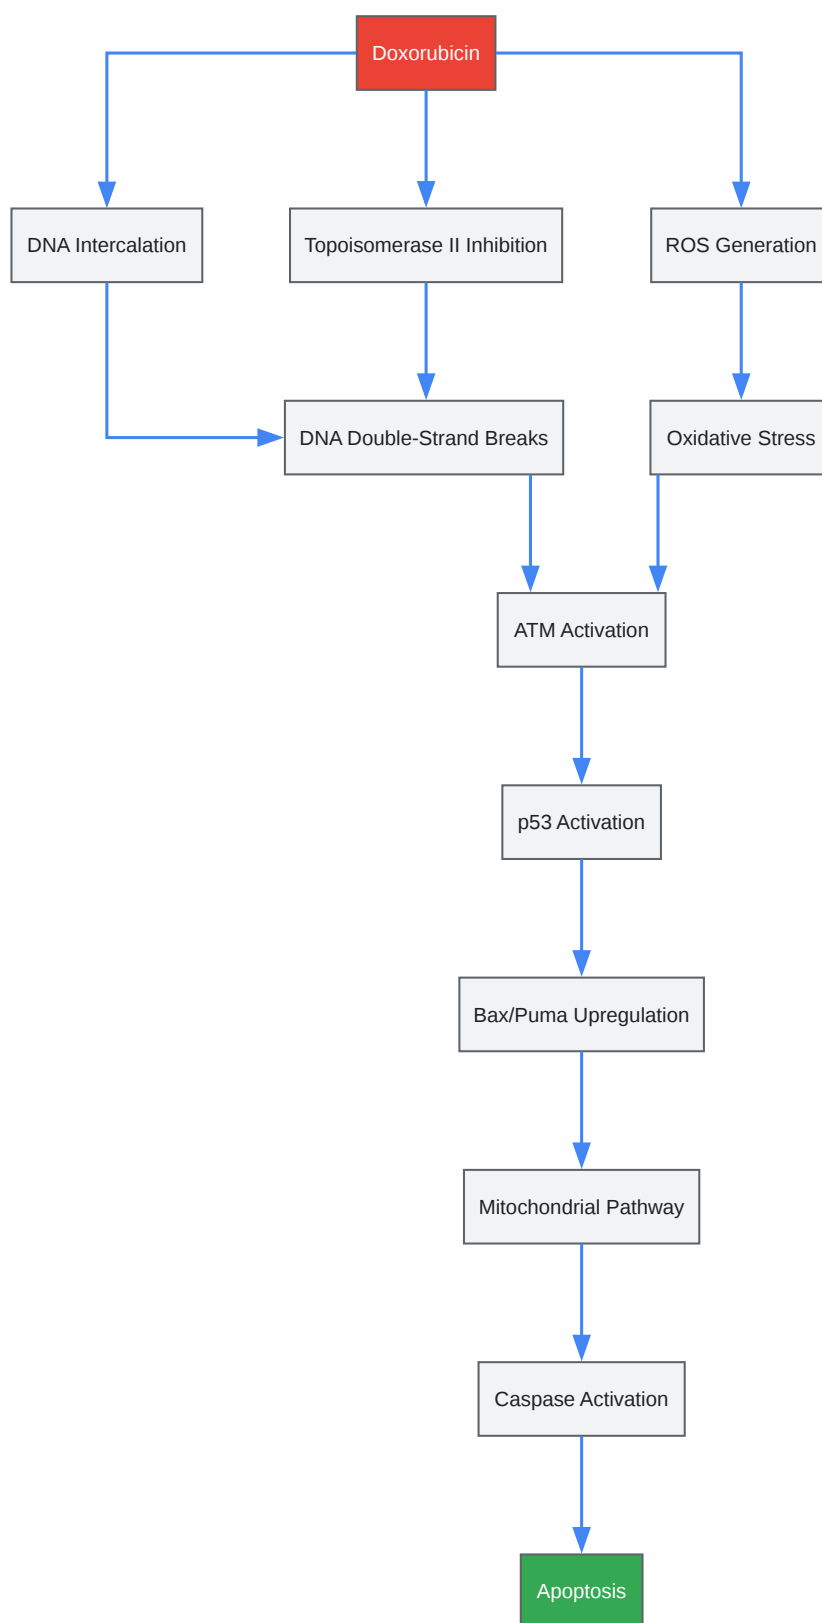 Doxorubicin
DNA Intercalation
Topoisomerase II Inhibition
ROS Generation
DNA Double-Strand Breaks
Oxidative Stress
ATM Activation
p53 Activation
Bax/Puma Upregulation
Mitochondrial Pathway
Caspase Activation
Apoptosis